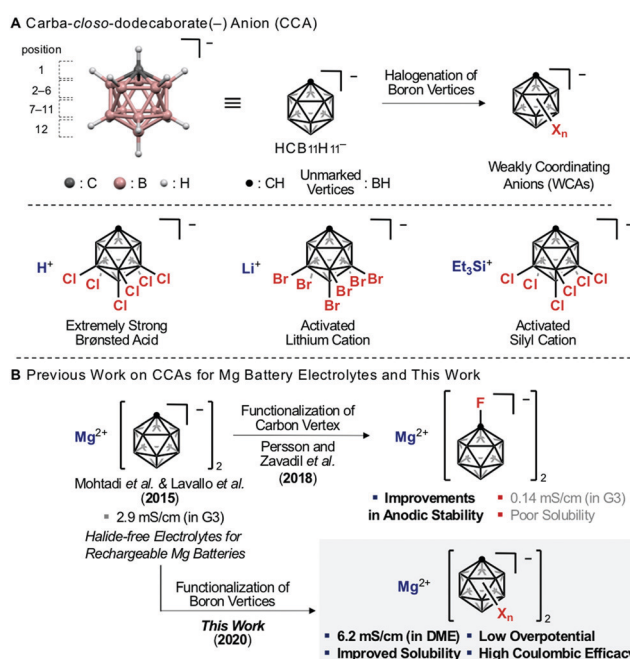 A Carba-closo-dodecaborate(–) Anion (CCA)
position
1
2–6
7–11
12
–
≡
–
HCB11H11–
Halogenation of
Boron Vertices
–
Xn
Weakly Coordinating
Anions (WCAs)
: C : B : H
: CH Unmarked Vertices : BH
H+
–
Cl Cl Cl Cl Cl
Extremely Strong
Brønsted Acid
Li+
–
Br Br Br Br Br Br
Activated
Lithium Cation
Et3Si+
–
Cl Cl Cl Cl Cl
Activated
Silyl Cation
B Previous Work on CCAs for Mg Battery Electrolytes and This Work
Mg2+
–
2
Mohtadi et al. & Lavallo et al.
(2015)
2.9 mS/cm (in G3)
Halide-free Electrolytes for
Rechargeable Mg Batteries
Functionalization of
Carbon Vertex
Persson and
Zavadil et al.
(2018)
Mg2+
F
–
2
Improvements
in Anodic Stability
0.14 mS/cm (in G3)
Poor Solubility
Functionalization of
Boron Vertices
This Work
(2020)
Mg2+
–
Xn
2
6.2 mS/cm (in DME) Low Overpotential
Improved Solubility High Coulombic Efficacy